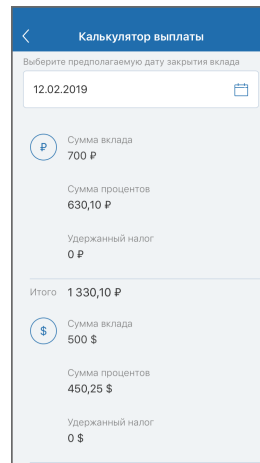 Калькулятор выплаты
Выберите предполагаемую дату закрытия вклада
12.02.2019
₽
Сумма вклада
700 ₽
Сумма процентов
630,10 ₽
Удержанный налог
0 ₽
Итого 1 330,10 ₽
$
Сумма вклада
500 $
Сумма процентов
450,25 $
Удержанный налог
0 $